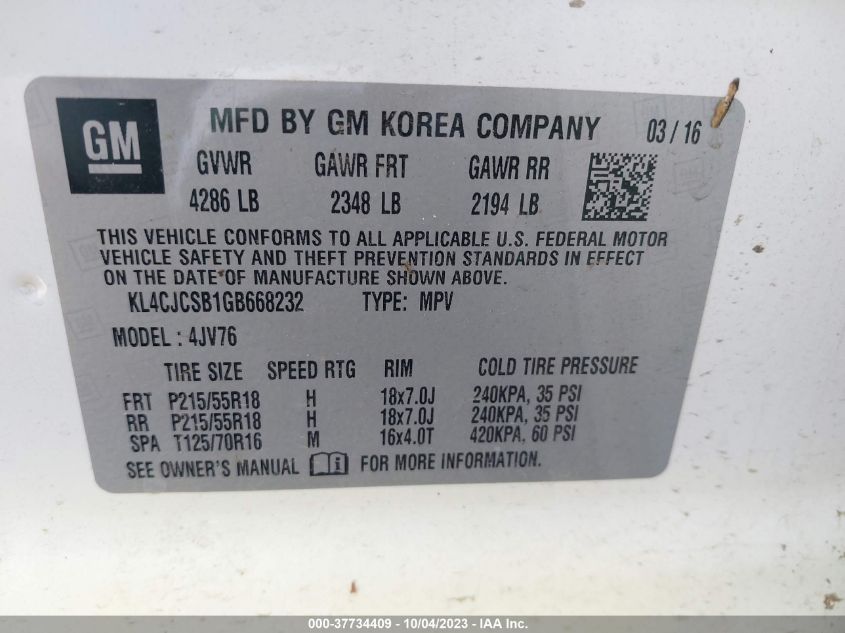 GM MFD BY GM KOREA COMPANY 03/16
GVWR GAWR FRT GAWR RR
4286 LB 2348 LB 2194 LB
THIS VEHICLE CONFORMS TO ALL APPLICABLE U.S. FEDERAL MOTOR
VEHICLE SAFETY AND THEFT PREVENTION STANDARDS IN EFFECT
ON THE DATE OF MANUFACTURE SHOWN ABOVE.
KL4CJCSB1GB668232 TYPE: MPV
MODEL: 4JV76
TIRE SIZE SPEED RTG RIM COLD TIRE PRESSURE
FRT P215/55R18 H 18x7.0J 240KPA, 35 PSI
RR P215/55R18 H 18x7.0J 240KPA, 35 PSI
SPA T125/70R16 M 16x4.0T 420KPA, 60 PSI
SEE OWNER'S MANUAL FOR MORE INFORMATION.
000-37734409 - 10/04/2023 - IAA Inc.